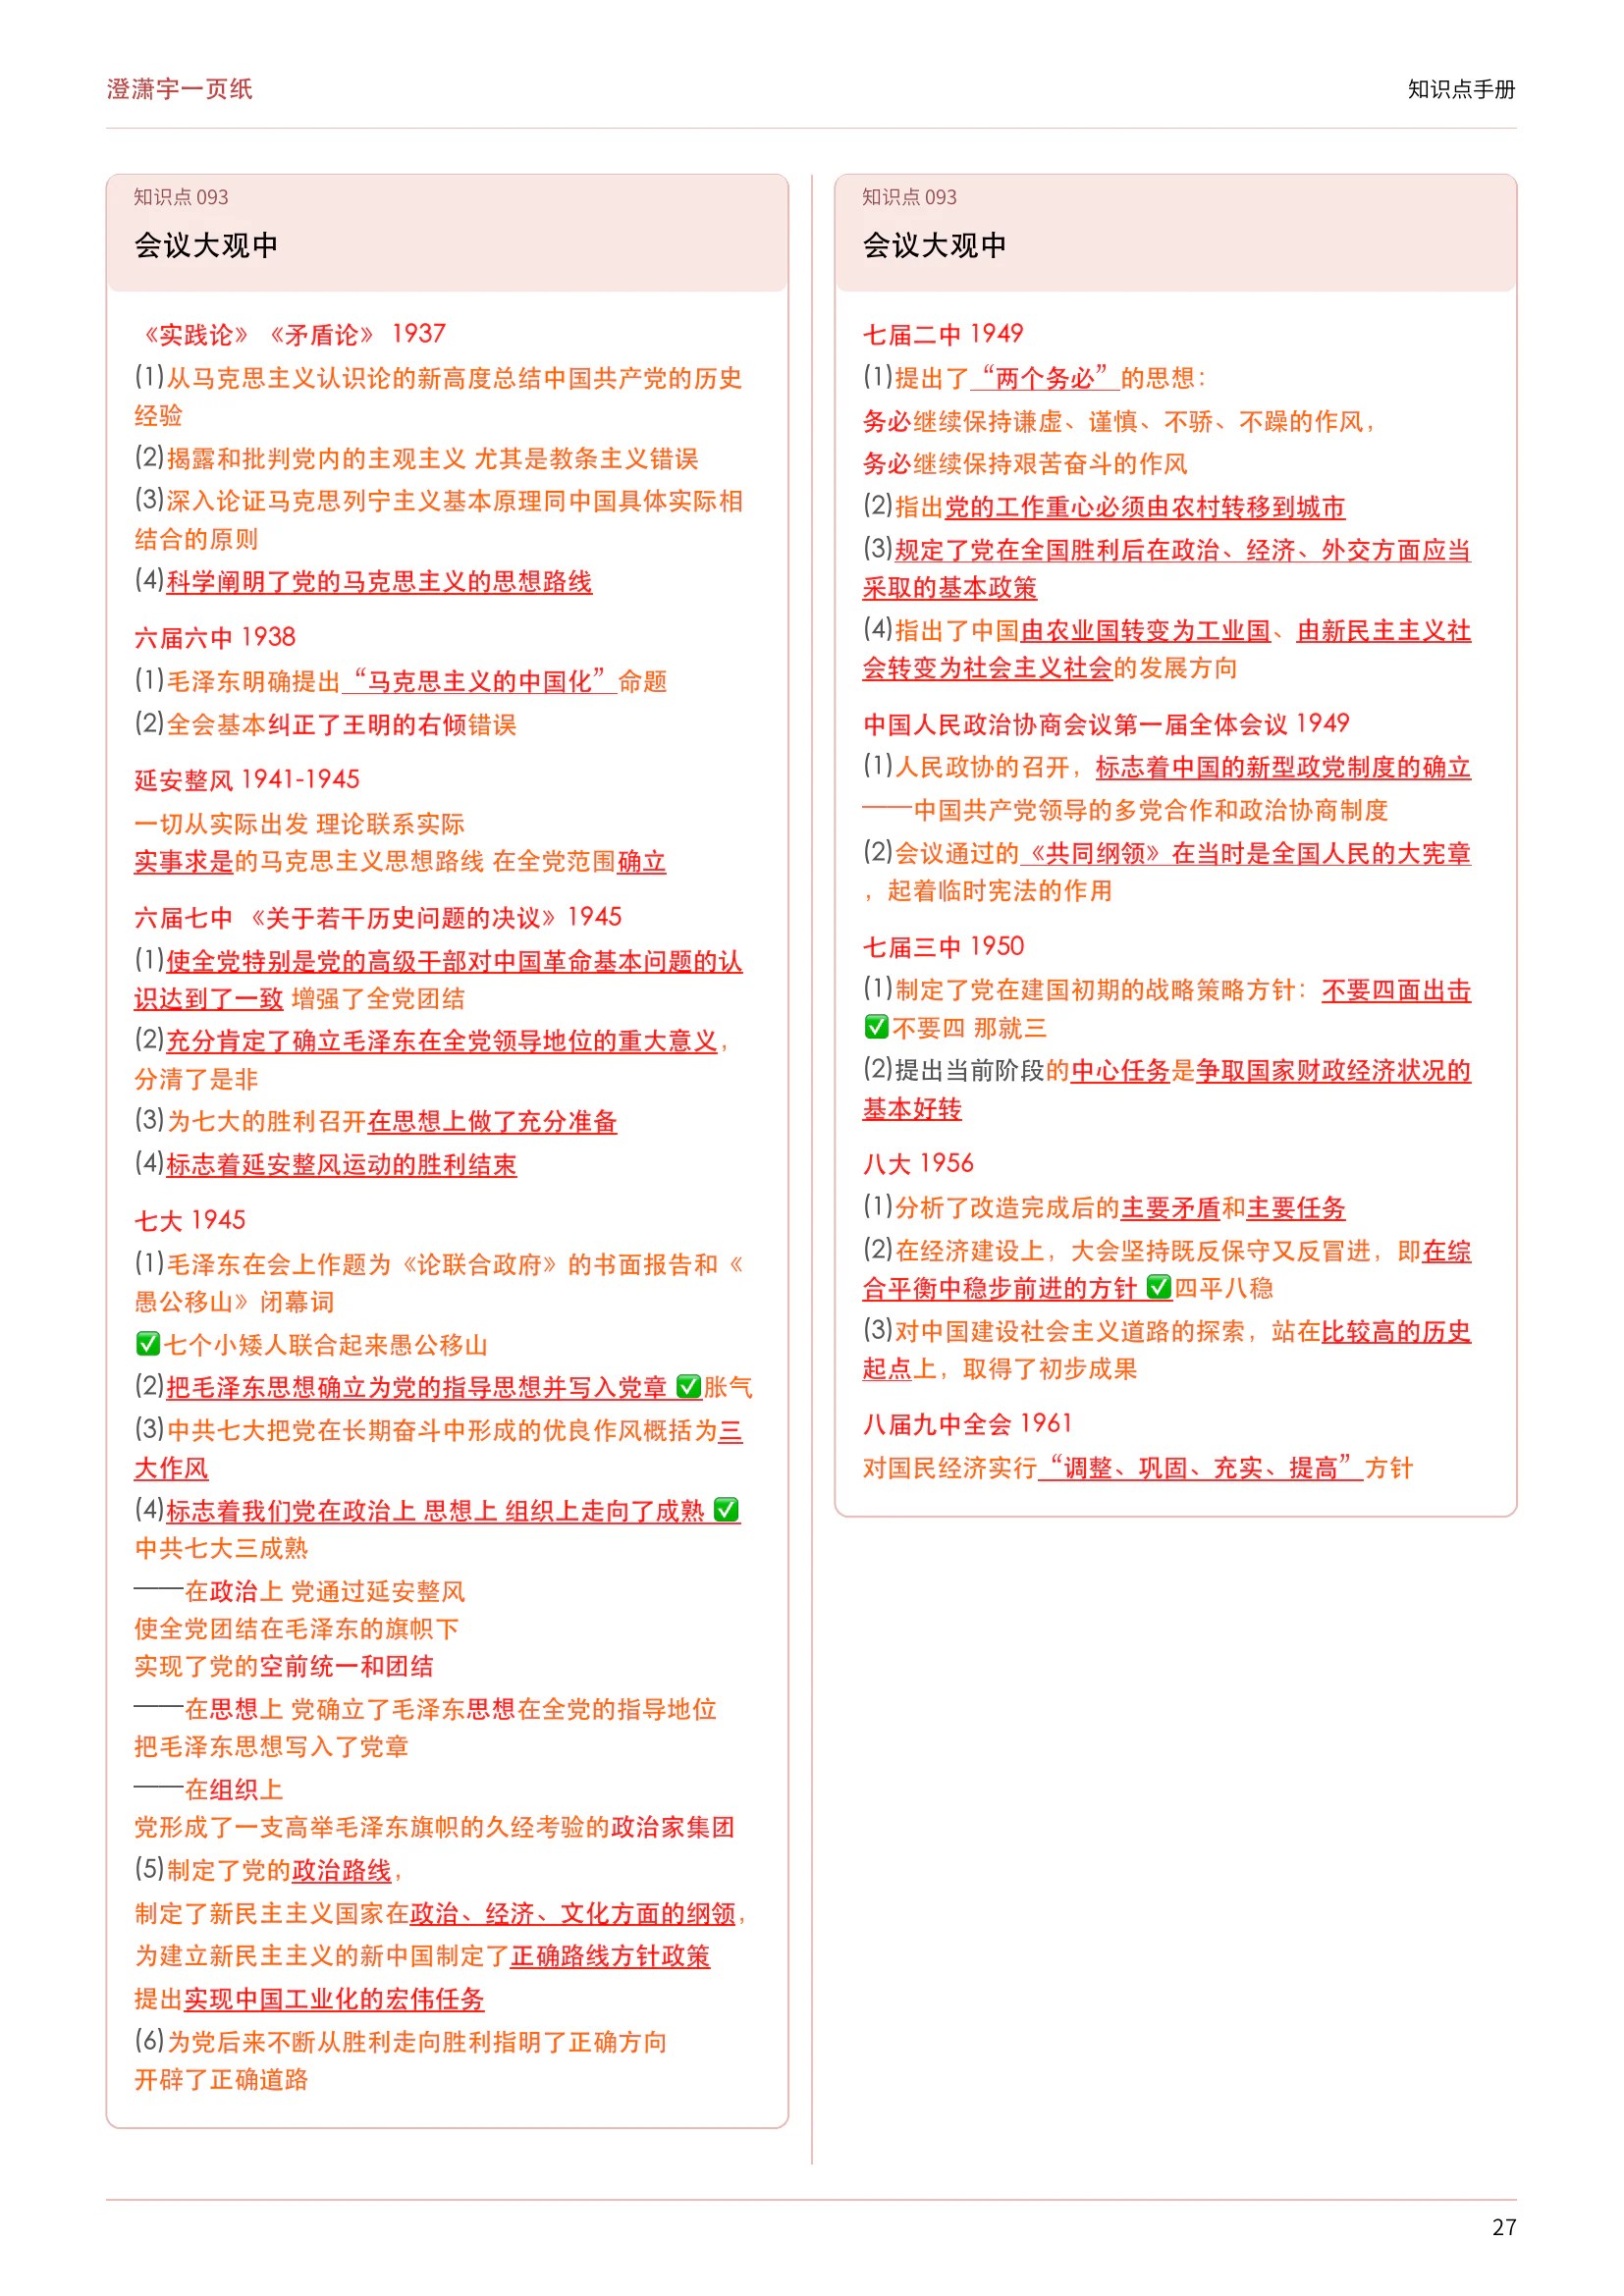 澄潇宇一页纸
知识点手册
知识点 093
会议大观中
《实践论》《矛盾论》 1937
(1)从马克思主义认识论的新高度总结中国共产党的历史
经验
(2)揭露和批判党内的主观主义 尤其是教条主义错误
(3)深入论证马克思列宁主义基本原理同中国具体实际相
结合的原则
(4)科学阐明了党的马克思主义的思想路线
六届六中 1938
(1)毛泽东明确提出“马克思主义的中国化”命题
(2)全会基本纠正了王明的右倾错误
延安整风 1941-1945
一切从实际出发 理论联系实际
实事求是的马克思主义思想路线 在全党范围确立
六届七中 《关于若干历史问题的决议》1945
(1)使全党特别是党的高级干部对中国革命基本问题的认
识达到了一致 增强了全党团结
(2)充分肯定了确立毛泽东在全党领导地位的重大意义，
分清了是非
(3)为七大的胜利召开在思想上做了充分准备
(4)标志着延安整风运动的胜利结束
七大 1945
(1)毛泽东在会上作题为《论联合政府》的书面报告和《
愚公移山》闭幕词
✅七个小矮人联合起来愚公移山
(2)把毛泽东思想确立为党的指导思想并写入党章 ✅胀气
(3)中共七大把党在长期奋斗中形成的优良作风概括为三
大作风
(4)标志着我们党在政治上 思想上 组织上走向了成熟 ✅
中共七大三成熟
——在政治上 党通过延安整风
使全党团结在毛泽东的旗帜下
实现了党的空前统一和团结
——在思想上 党确立了毛泽东思想在全党的指导地位
把毛泽东思想写入了党章
——在组织上
党形成了一支高举毛泽东旗帜的久经考验的政治家集团
(5)制定了党的政治路线，
制定了新民主主义国家在政治、经济、文化方面的纲领，
为建立新民主主义的新中国制定了正确路线方针政策
提出实现中国工业化的宏伟任务
(6)为党后来不断从胜利走向胜利指明了正确方向
开辟了正确道路
知识点 093
会议大观中
七届二中 1949
(1)提出了“两个务必”的思想：
务必继续保持谦虚、谨慎、不骄、不躁的作风，
务必继续保持艰苦奋斗的作风
(2)指出党的工作重心必须由农村转移到城市
(3)规定了党在全国胜利后在政治、经济、外交方面应当
采取的基本政策
(4)指出了中国由农业国转变为工业国、由新民主主义社
会转变为社会主义社会的发展方向
中国人民政治协商会议第一届全体会议 1949
(1)人民政协的召开，标志着中国的新型政党制度的确立
——中国共产党领导的多党合作和政治协商制度
(2)会议通过的《共同纲领》在当时是全国人民的大宪章
，起着临时宪法的作用
七届三中 1950
(1)制定了党在建国初期的战略策略方针：不要四面出击
✅不要四 那就三
(2)提出当前阶段的中心任务是争取国家财政经济状况的
基本好转
八大 1956
(1)分析了改造完成后的主要矛盾和主要任务
(2)在经济建设上，大会坚持既反保守又反冒进，即在综
合平衡中稳步前进的方针 ✅四平八稳
(3)对中国建设社会主义道路的探索，站在比较高的历史
起点上，取得了初步成果
八届九中全会 1961
对国民经济实行“调整、巩固、充实、提高”方针
27